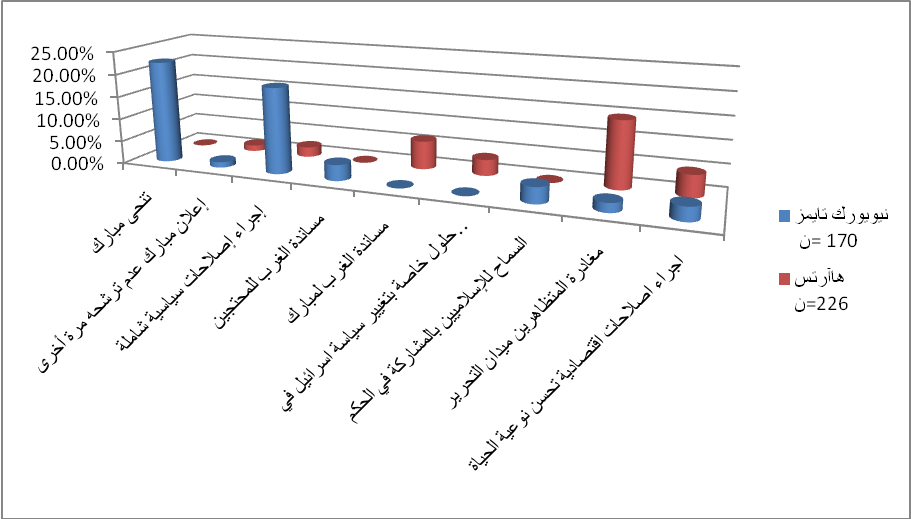 25.00%
20.00%
15.00%
10.00%
5.00%
0.00%
تنحى مبارك
إعلان مبارك عدم ترشحه مرة أخرى
إجراء إصلاحات سياسية شاملة
مساندة الغرب للمحتجين
مساندة الغرب لمبارك
حلول خاصة بتغيير سياسة اسرائيل في..
السماح للإسلاميين بالمشاركة في الحكم
مغادرة المتظاهرين ميدان التحرير
اجراء اصلاحات اقتصادية تحسن نوعية الحياة
نيويورك تايمز
ن= 170
هاآرتس
ن=226